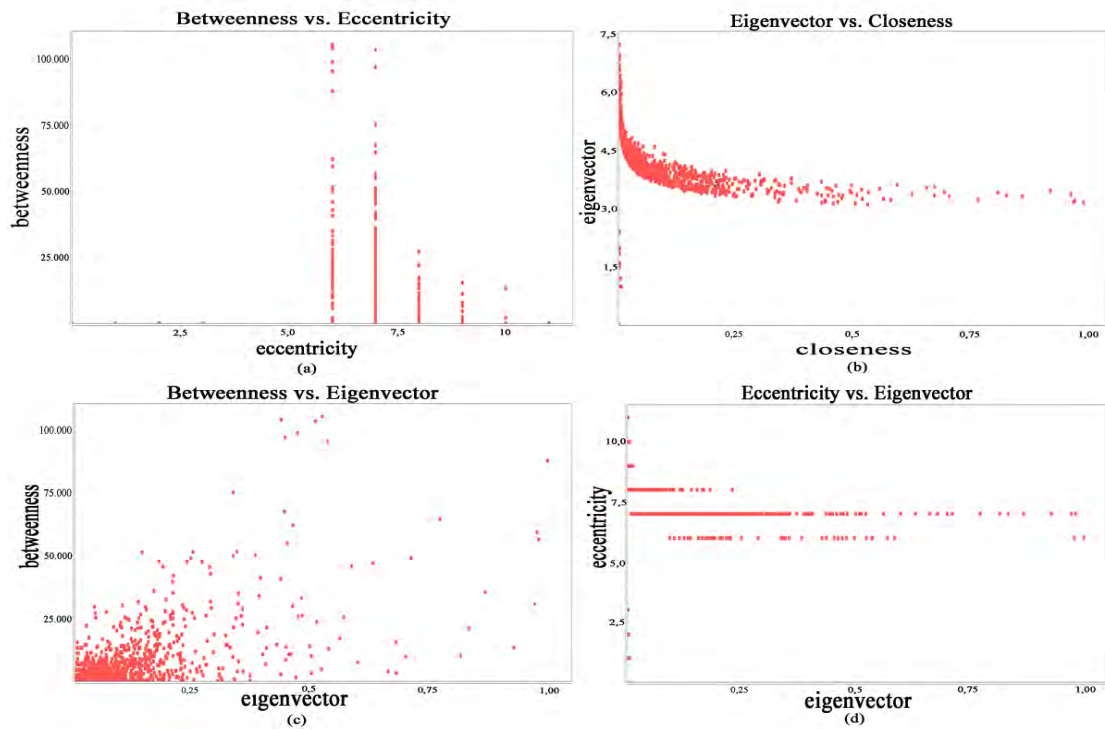 Betweenness vs. Eccentricity
betweenness
100.000
75.000
50.000
25.000
2,5
5,0
7,5
10
eccentricity
(a)
Eigenvector vs. Closeness
eigenvector
7,5
6,0
4,5
3,0
1,5
0,25
0,5
0,75
1,00
closeness
(b)
Betweenness vs. Eigenvector
betweenness
100.000
75.000
50.000
25.000
0,25
0,5
0,75
1,00
eigenvector
(c)
Eccentricity vs. Eigenvector
eccentricity
10,0
7,5
5,0
2,5
0,25
0,5
0,75
1,00
eigenvector
(d)